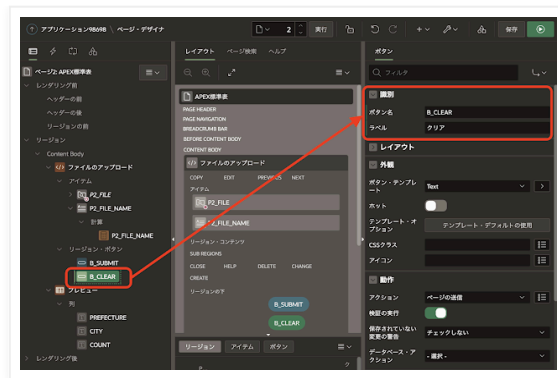 アプリケーション98698 \ ページ・デザイナ
2
実行
保存
ページ2: APEX標準表
レンダリング前
ヘッダーの前
ヘッダーの後
リージョンの前
リージョン
Content Body
ファイルのアップロード
アイテム
P2_FILE
P2_FILE_NAME
計算
P2_FILE_NAME
リージョン・ボタン
B_SUBMIT
B_CLEAR
プレビュー
列
PREFECTURE
CITY
COUNT
レンダリング後
レイアウト ページ検索 ヘルプ
APEX標準表
PAGE HEADER
PAGE NAVIGATION
BREADCRUMB BAR
BEFORE CONTENT BODY
CONTENT BODY
ファイルのアップロード
COPY EDIT PREVIOUS NEXT
アイテム
P2_FILE
P2_FILE_NAME
リージョン・コンテンツ
SUB REGIONS
CLOSE HELP DELETE CHANGE
CREATE
リージョンの下
B_SUBMIT
B_CLEAR
リージョン アイテム ボタン
ボタン
フィルタ
識別
ボタン名 B_CLEAR
ラベル クリア
レイアウト
外観
ボタン・テンプレート Text
ホット
テンプレート・オプション テンプレート・デフォルトの使用
CSSクラス
アイコン
動作
アクション ページの送信
検証の実行
保存されていない変更の警告 チェックしない
データベース・アクション - 選択 -